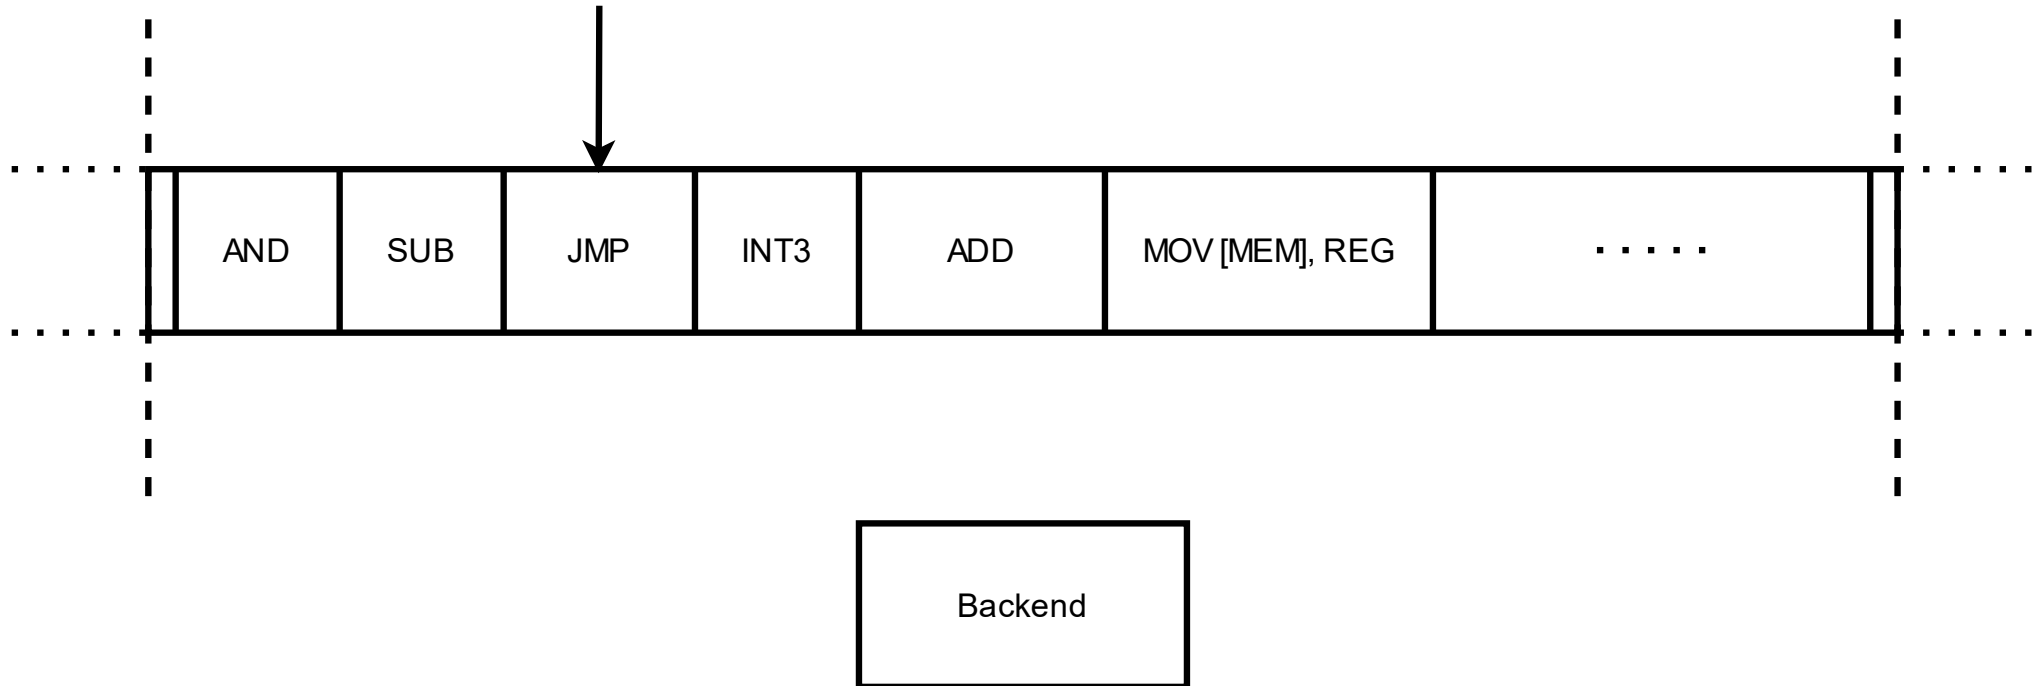 AND SUB JMP INT3 ADD MOV [MEM], REG .....
Backend